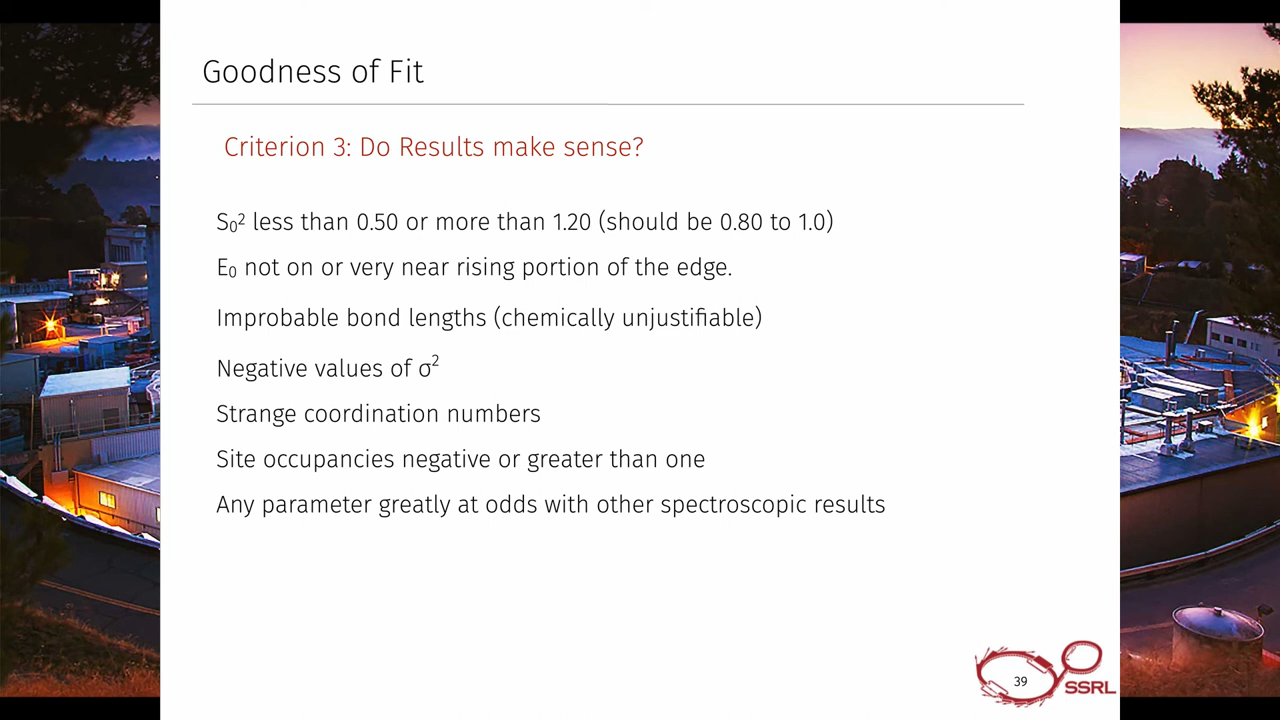 Goodness of Fit
Criterion 3: Do Results make sense?
S₀² less than 0.50 or more than 1.20 (should be 0.80 to 1.0)
E₀ not on or very near rising portion of the edge.
Improbable bond lengths (chemically unjustifiable)
Negative values of σ²
Strange coordination numbers
Site occupancies negative or greater than one
Any parameter greatly at odds with other spectroscopic results
39
SSRL